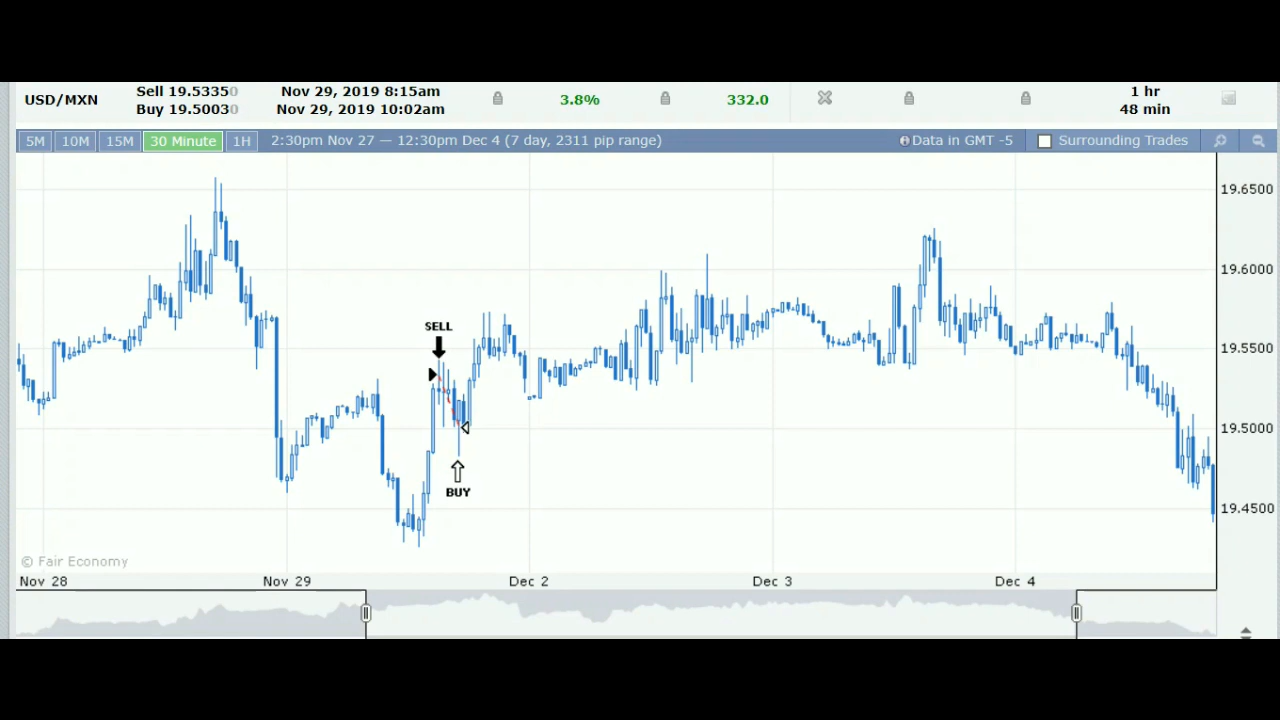 USD/MXN
Sell 19.53350
Buy 19.50030
Nov 29, 2019 8:15am
Nov 29, 2019 10:02am
3.8%
332.0
1 hr
48 min
5M 10M 15M 30 Minute 1H 2:30pm Nov 27 — 12:30pm Dec 4 (7 day, 2311 pip range) Data in GMT -5 Surrounding Trades
19.6500
19.6000
SELL
19.5500
19.5000
BUY
19.4500
© Fair Economy
Nov 28 Nov 29 Dec 2 Dec 3 Dec 4